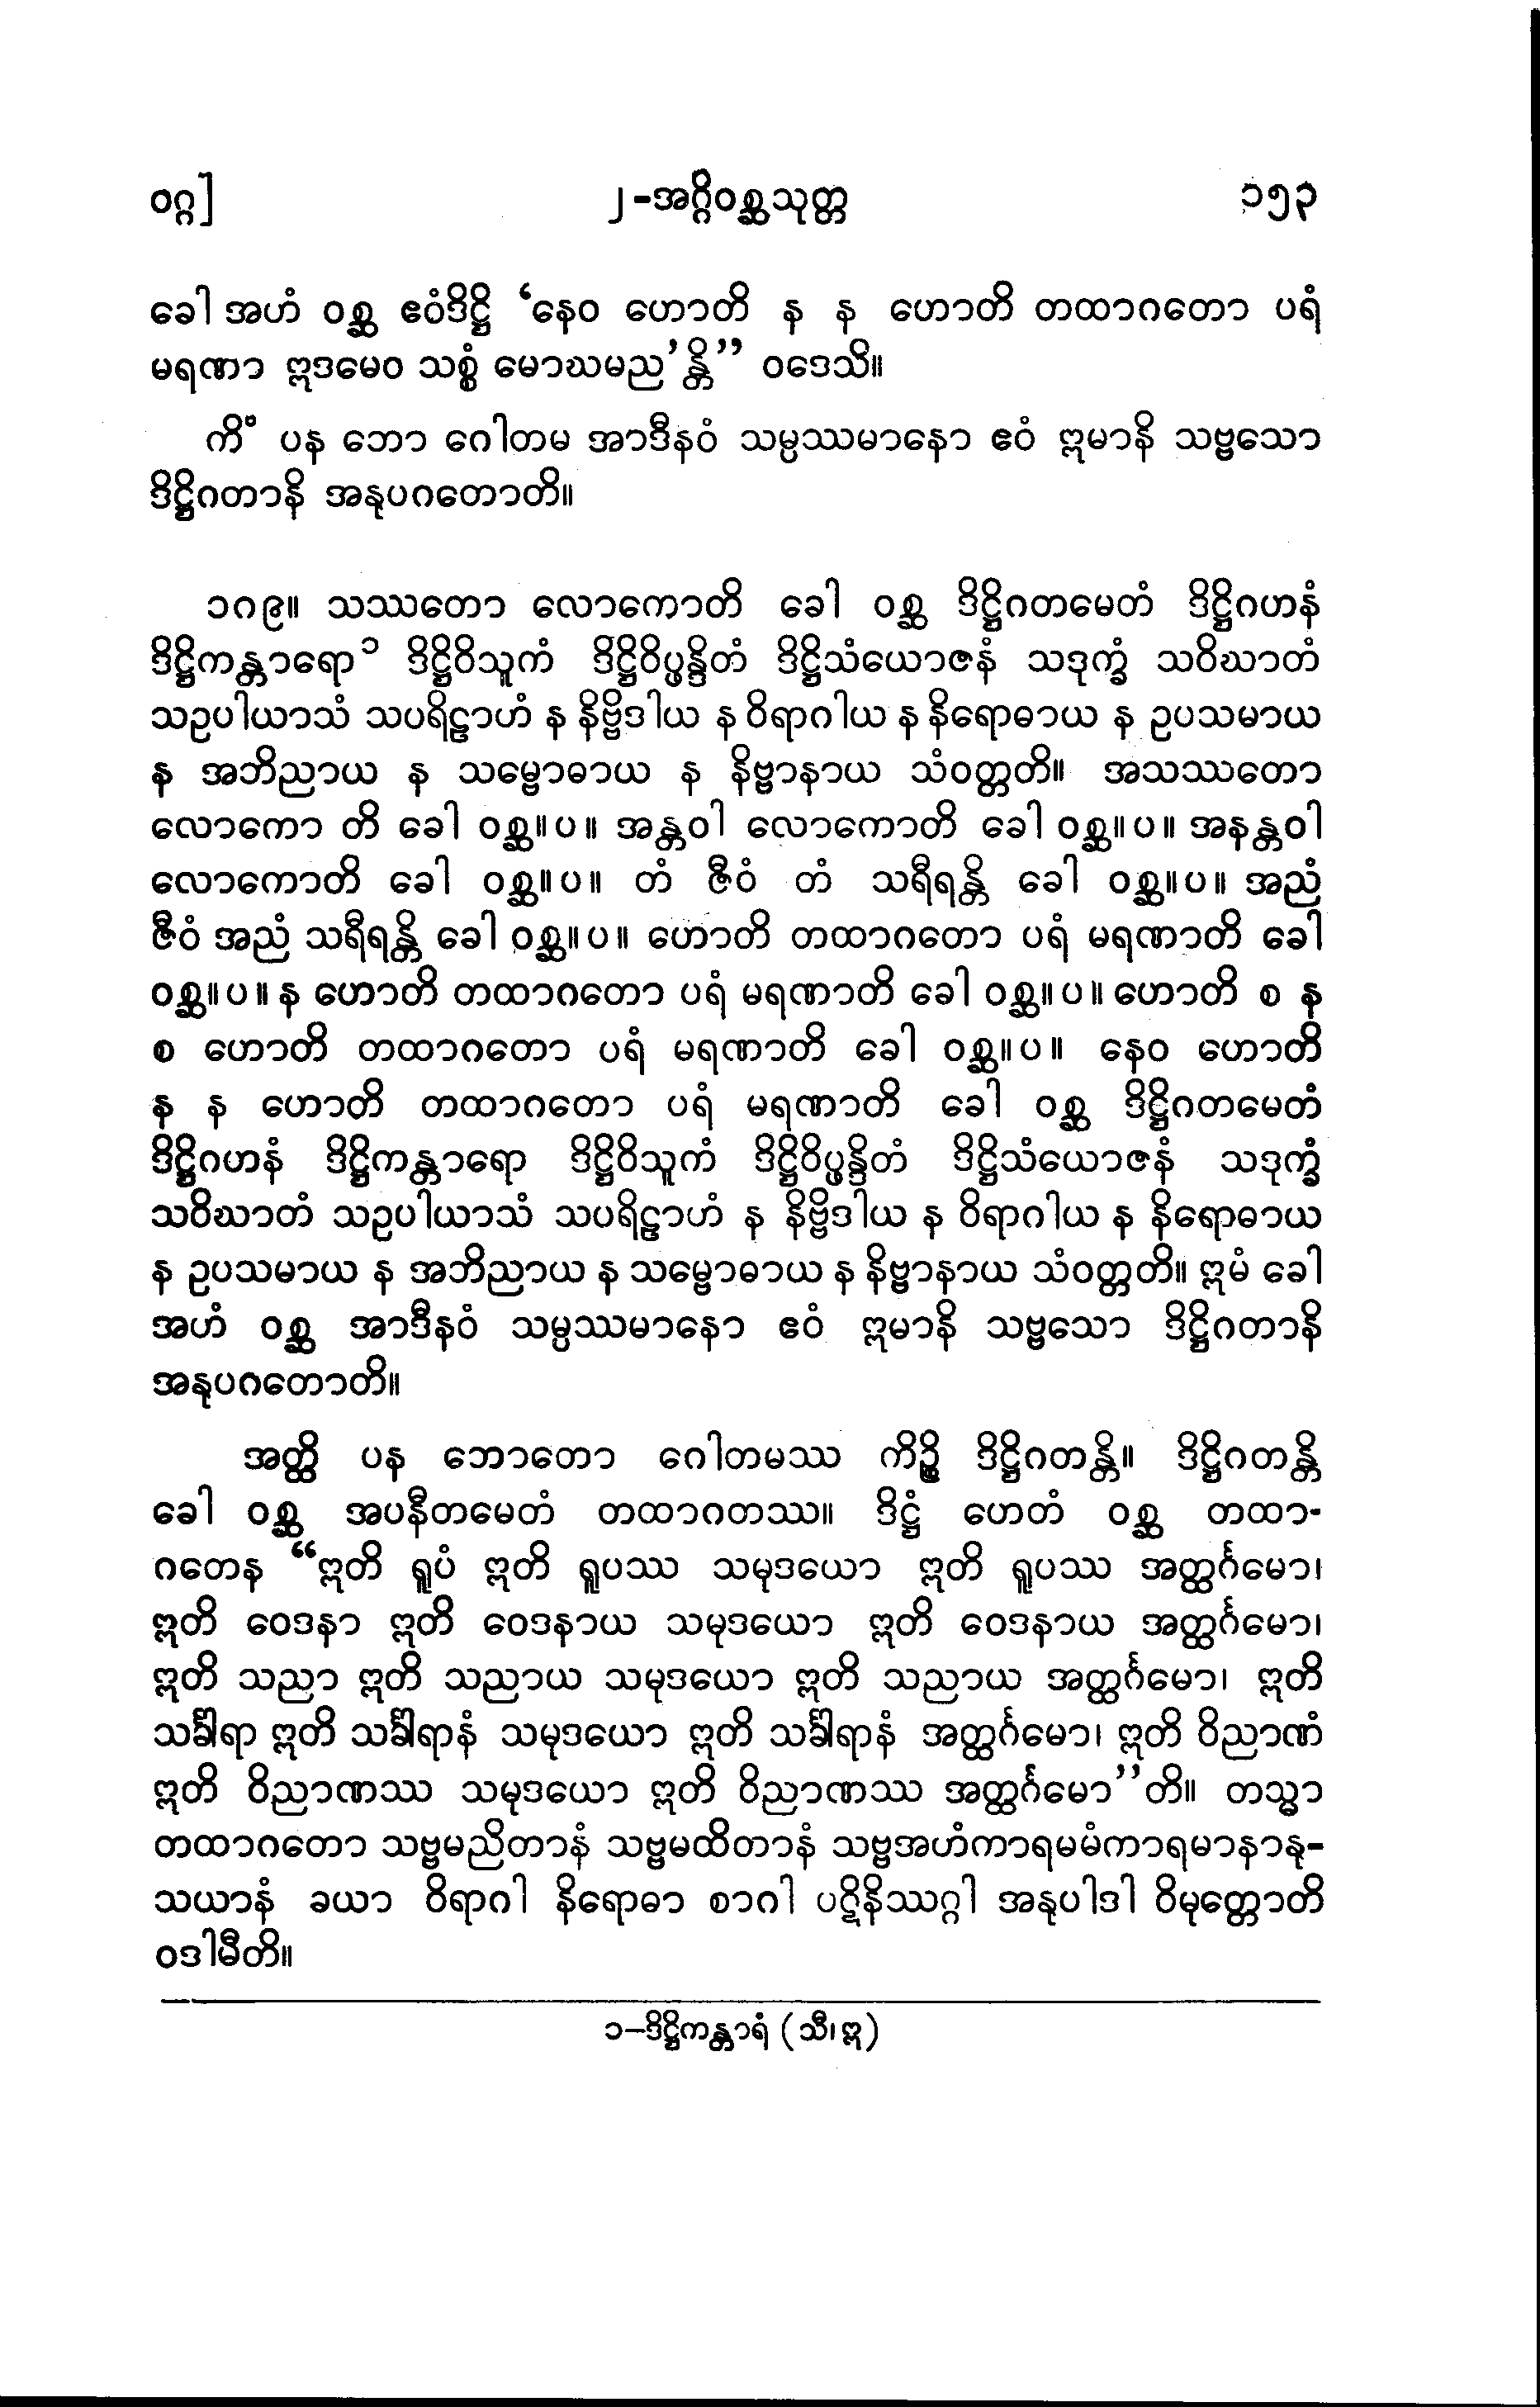 ဝဂ္ဂ]
၂-အဂ္ဂိဝစ္ဆသုတ္တ
၁၅၃
ခေါ အဟံ ဝစ္ဆ ဧဝံဒိဋ္ဌိ ‘နေဝ ဟောတိ န န ဟောတိ တထာဂတော ပရံ
မရဏာ ဣဒမေဝ သစ္စံ မောဃမည’န္တိ” ဝဒေသိ။
ကိံ ပန ဘော ဂေါတမ အာဒီနဝံ သမ္ပဿမာနော ဧဝံ ဣမာနိ သဗ္ဗသော
ဒိဋ္ဌိဂတာနိ အနုပဂတောတိ။
၁၈၉။ သဿတော လောကောတိ ခေါ ဝစ္ဆ ဒိဋ္ဌိဂတမေတံ ဒိဋ္ဌိဂဟနံ
ဒိဋ္ဌိကန္တာရော၁ ဒိဋ္ဌိဝိသူကံ ဒိဋ္ဌိဝိပ္ဖန္ဒိတံ ဒိဋ္ဌိသံယောဇနံ သဒုက္ခံ သဝိဃာတံ
သဥပါယာသံ သပရိဠာဟံ န နိဗ္ဗိဒါယ န ဝိရာဂါယ န နိရောဓာယ န ဥပသမာယ
န အဘိညာယ န သမ္ဗောဓာယ န နိဗ္ဗာနာယ သံဝတ္တတိ။ အသဿတော
လောကော တိ ခေါ ဝစ္ဆ။ပ။ အန္တဝါ လောကောတိ ခေါ ဝစ္ဆ။ပ။ အနန္တဝါ
လောကောတိ ခေါ ဝစ္ဆ။ပ။ တံ ဇီဝံ တံ သရီရန္တိ ခေါ ဝစ္ဆ။ပ။ အညံ
ဇီဝံ အညံ သရီရန္တိ ခေါ ဝစ္ဆ။ပ။ ဟောတိ တထာဂတော ပရံ မရဏာတိ ခေါ
ဝစ္ဆ။ပ။ န ဟောတိ တထာဂတော ပရံ မရဏာတိ ခေါ ဝစ္ဆ။ပ။ ဟောတိ စ န
စ ဟောတိ တထာဂတော ပရံ မရဏာတိ ခေါ ဝစ္ဆ။ပ။ နေဝ ဟောတိ
န န ဟောတိ တထာဂတော ပရံ မရဏာတိ ခေါ ဝစ္ဆ ဒိဋ္ဌိဂတမေတံ
ဒိဋ္ဌိဂဟနံ ဒိဋ္ဌိကန္တာရော ဒိဋ္ဌိဝိသူကံ ဒိဋ္ဌိဝိပ္ဖန္ဒိတံ ဒိဋ္ဌိသံယောဇနံ သဒုက္ခံ
သဝိဃာတံ သဥပါယာသံ သပရိဠာဟံ န နိဗ္ဗိဒါယ န ဝိရာဂါယ န နိရောဓာယ
န ဥပသမာယ န အဘိညာယ န သမ္ဗောဓာယ န နိဗ္ဗာနာယ သံဝတ္တတိ။ ဣမံ ခေါ
အဟံ ဝစ္ဆ အာဒီနဝံ သမ္ပဿမာနော ဧဝံ ဣမာနိ သဗ္ဗသော ဒိဋ္ဌိဂတာနိ
အနုပဂတောတိ။
အတ္ထိ ပန ဘောတော ဂေါတမဿ ကိဉ္စိ ဒိဋ္ဌိဂတန္တိ။ ဒိဋ္ဌိဂတန္တိ
ခေါ ဝစ္ဆ အပနီတမေတံ တထာဂတဿ။ ဒိဋ္ဌံ ဟေတံ ဝစ္ဆ တထာ-
ဂတေန “ဣတိ ရူပံ ဣတိ ရူပဿ သမုဒယော ဣတိ ရူပဿ အတ္ထင်္ဂမော၊
ဣတိ ဝေဒနာ ဣတိ ဝေဒနာယ သမုဒယော ဣတိ ဝေဒနာယ အတ္ထင်္ဂမော၊
ဣတိ သညာ ဣတိ သညာယ သမုဒယော ဣတိ သညာယ အတ္ထင်္ဂမော၊ ဣတိ
သင်္ခါရာ ဣတိ သင်္ခါရာနံ သမုဒယော ဣတိ သင်္ခါရာနံ အတ္ထင်္ဂမော၊ ဣတိ ဝိညာဏံ
ဣတိ ဝိညာဏဿ သမုဒယော ဣတိ ဝိညာဏဿ အတ္ထင်္ဂမော”တိ။ တသ္မာ
တထာဂတော သဗ္ဗမညိတာနံ သဗ္ဗမထိတာနံ သဗ္ဗအဟံကာရမမံကာရမာနာနု-
သယာနံ ခယာ ဝိရာဂါ နိရောဓာ စာဂါ ပဋိနိဿဂ္ဂါ အနုပါဒါ ဝိမုတ္တောတိ
ဝဒါမီတိ။
၁–ဒိဋ္ဌိကန္တာရံ (သီ၊ဣ)